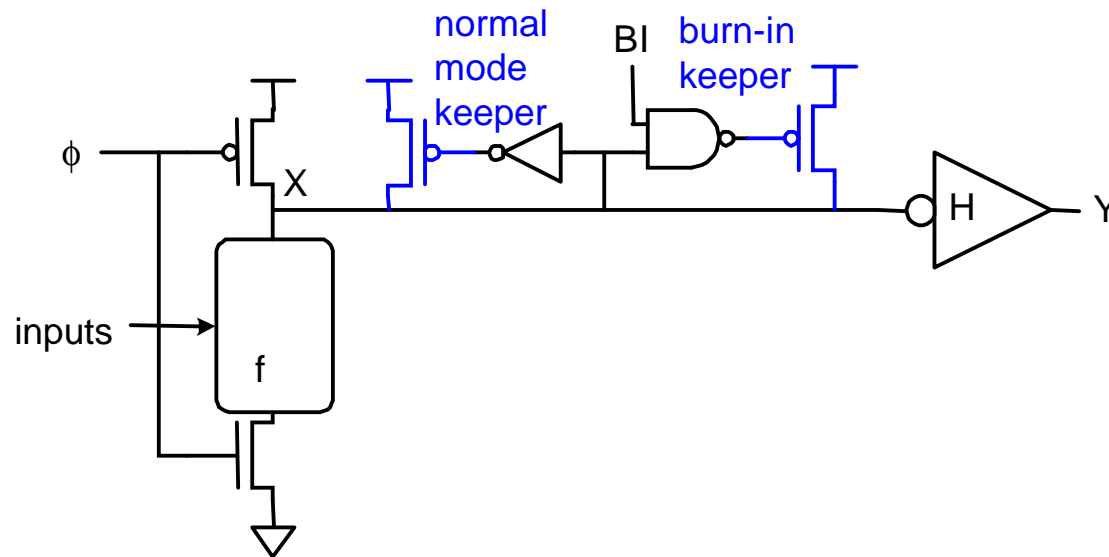 normal
mode
keeper
BI
burn-in
keeper
ϕ
X
H
Y
inputs
f